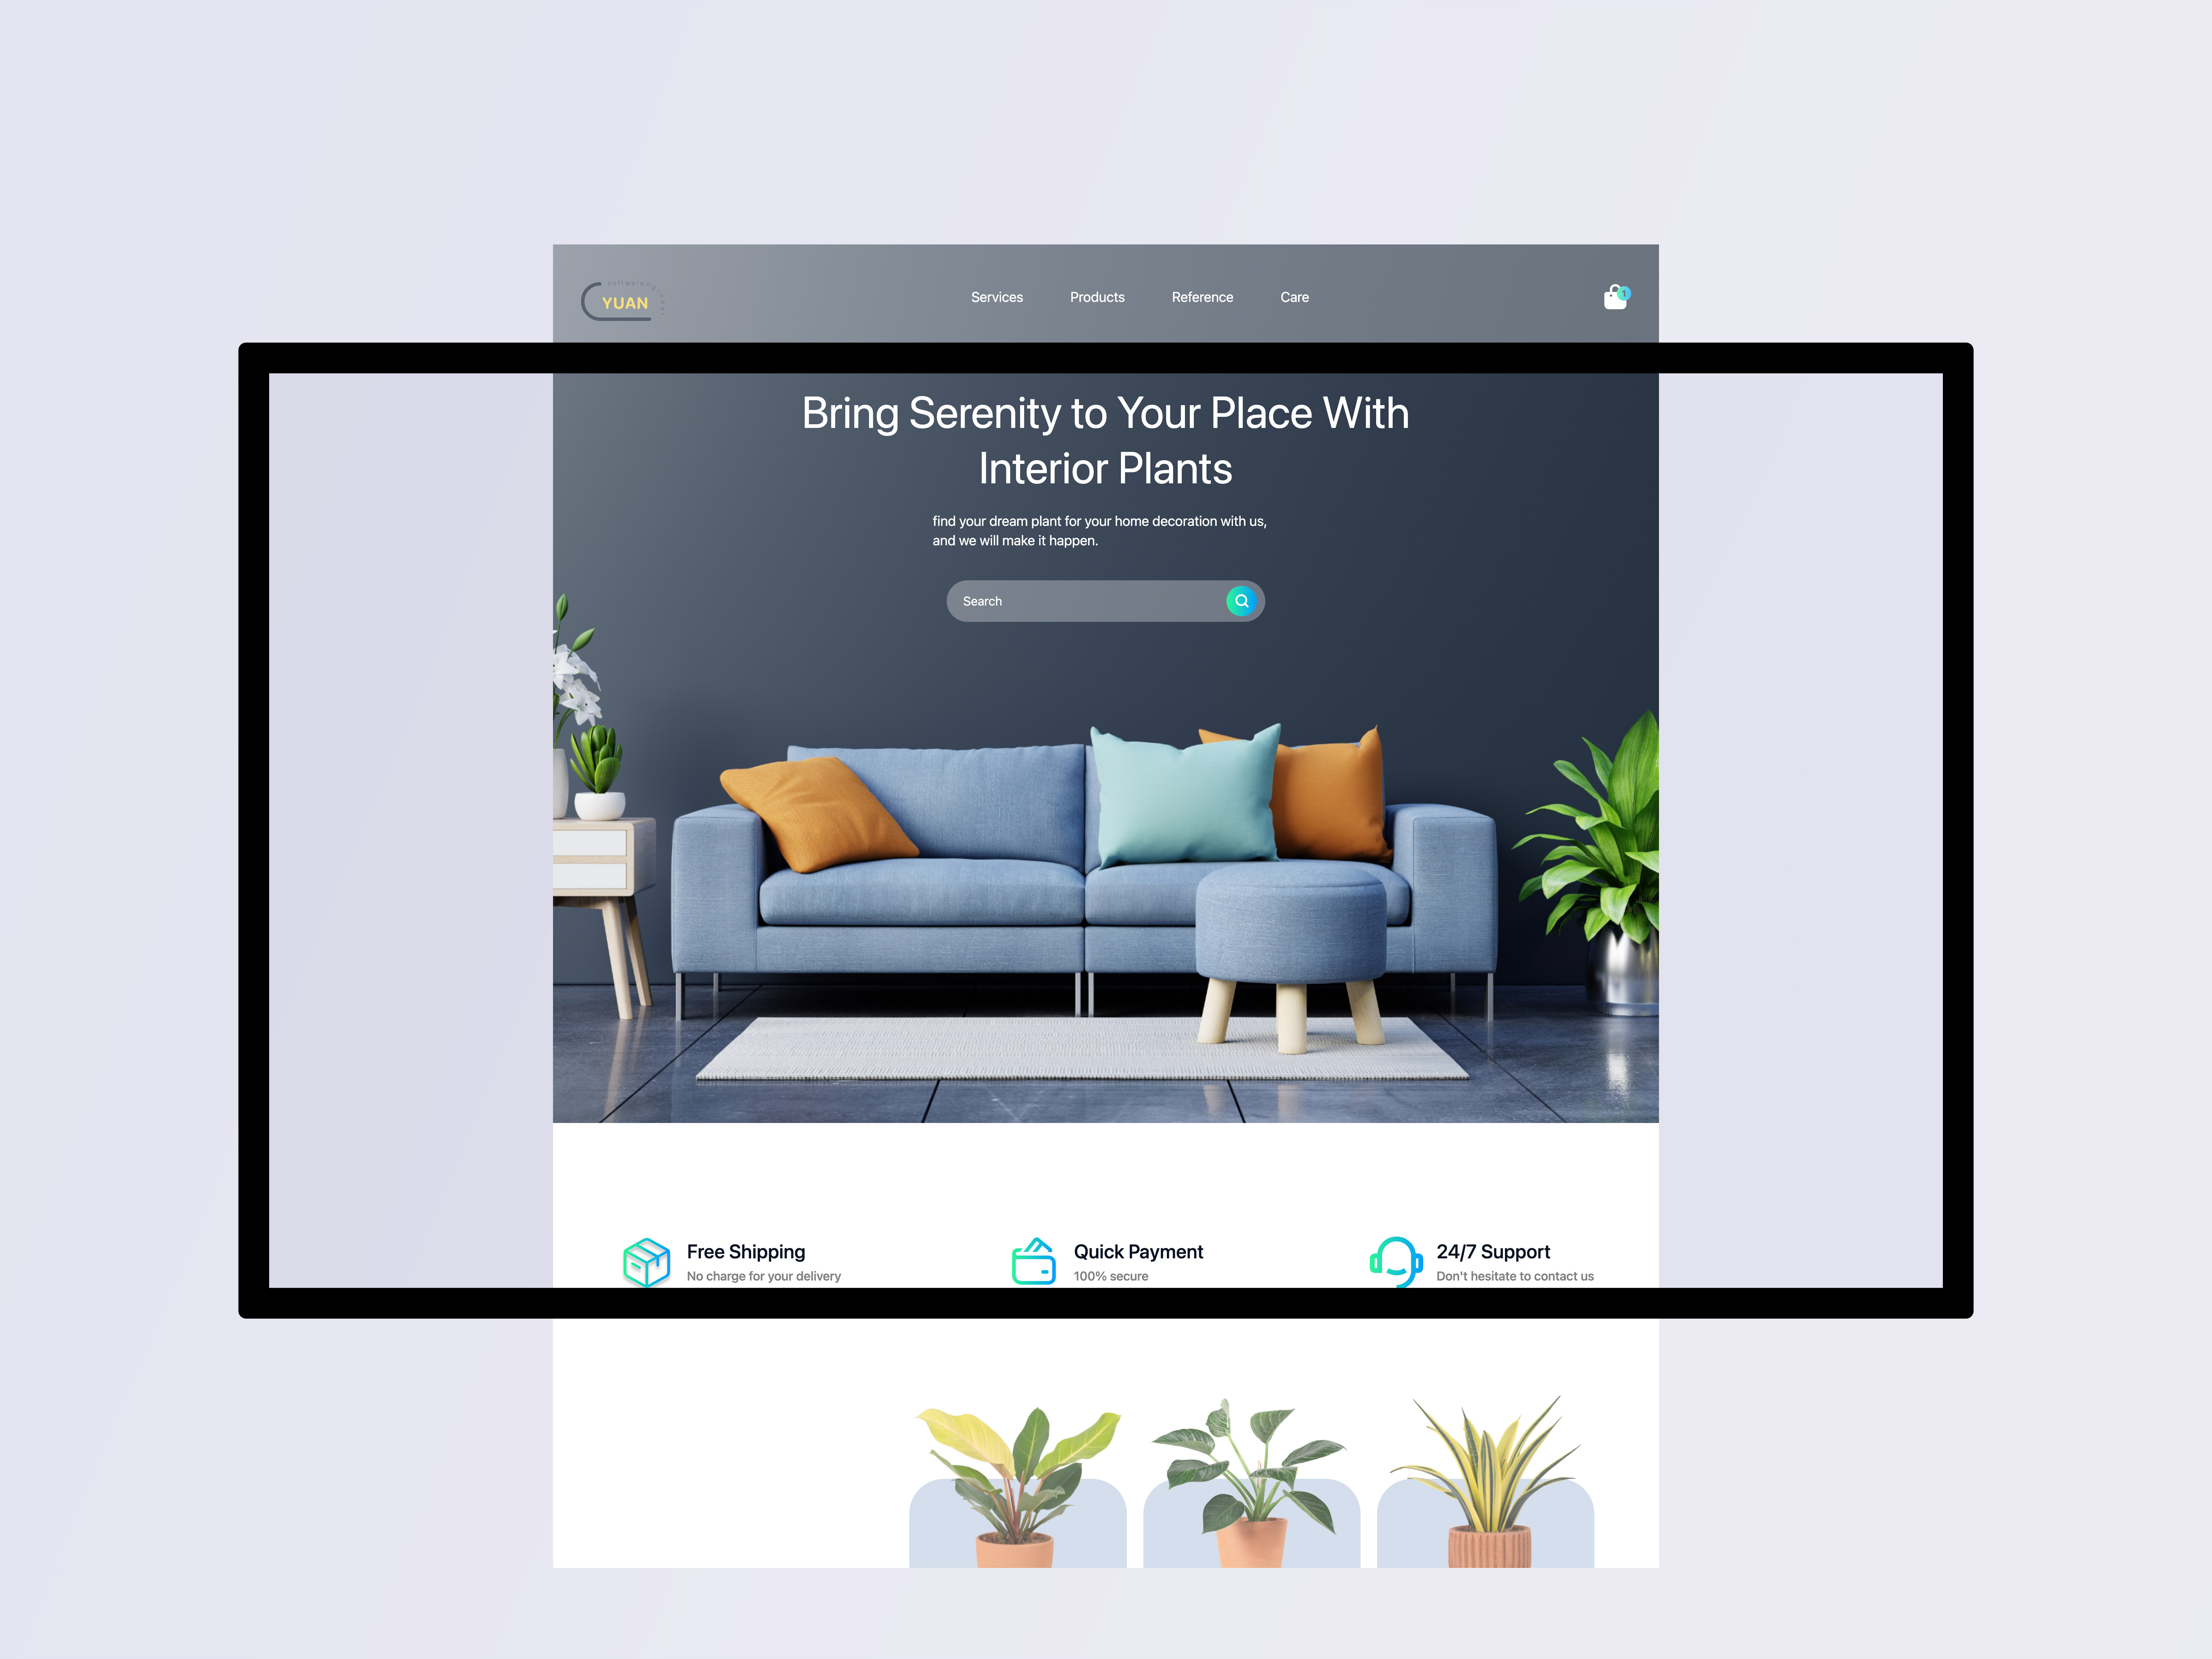 YUAN
Services
Products
Reference
Care
1
Bring Serenity to Your Place With
Interior Plants
find your dream plant for your home decoration with us,
and we will make it happen.
Search
Free Shipping
No charge for your delivery
Quick Payment
100% secure
24/7 Support
Don't hesitate to contact us